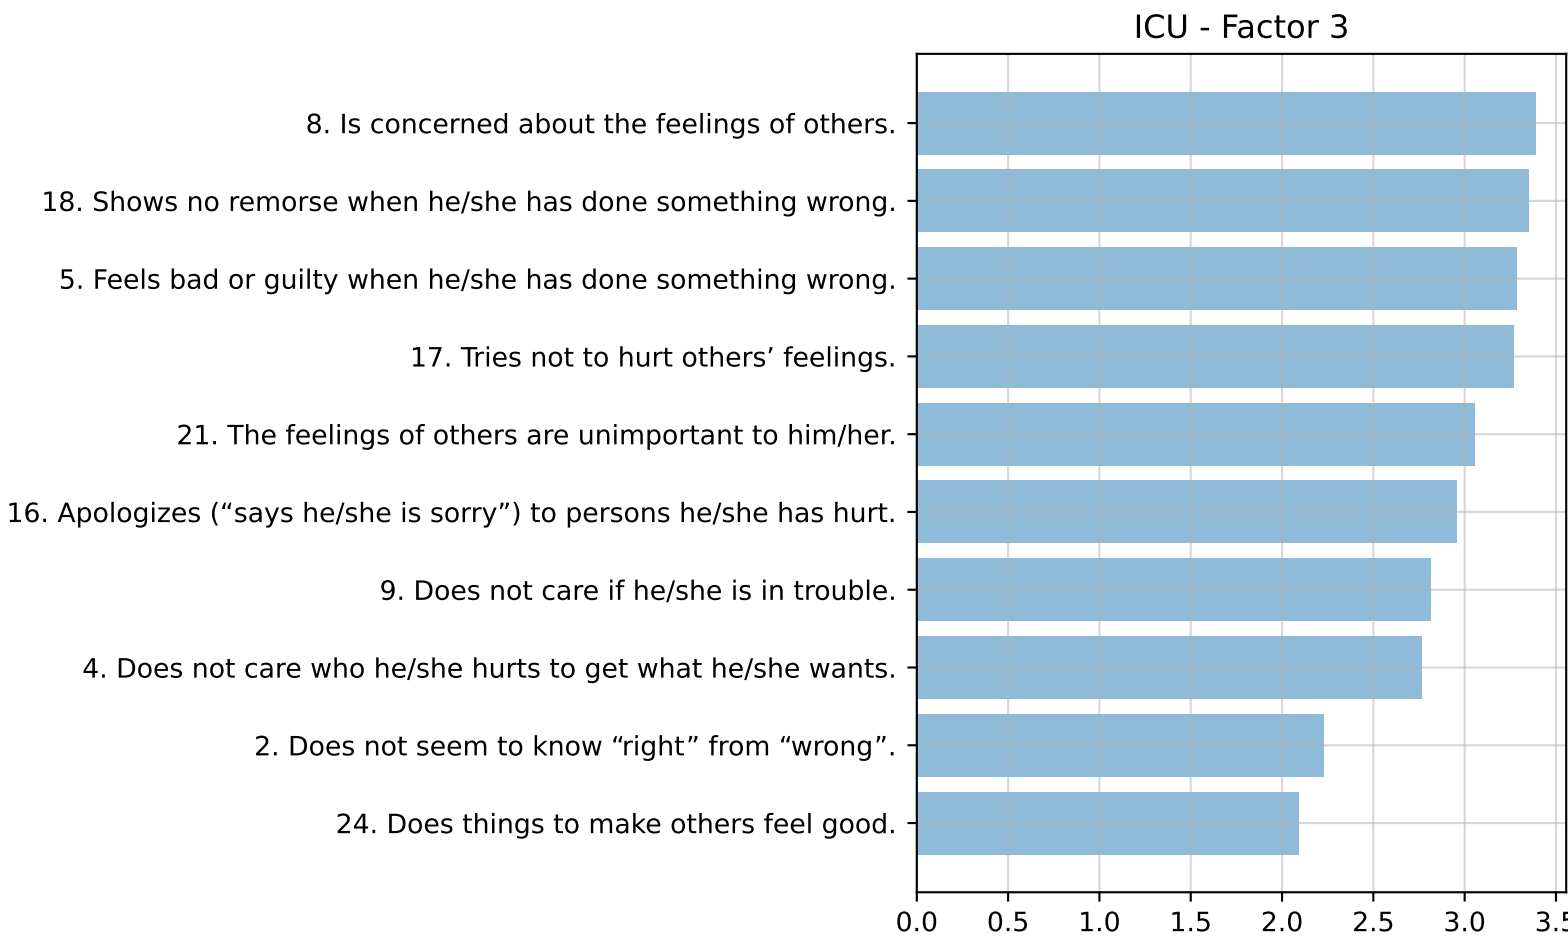 ICU - Factor 3
8. Is concerned about the feelings of others.
18. Shows no remorse when he/she has done something wrong.
5. Feels bad or guilty when he/she has done something wrong.
17. Tries not to hurt others’ feelings.
21. The feelings of others are unimportant to him/her.
16. Apologizes (“says he/she is sorry”) to persons he/she has hurt.
9. Does not care if he/she is in trouble.
4. Does not care who he/she hurts to get what he/she wants.
2. Does not seem to know “right” from “wrong”.
24. Does things to make others feel good.
0.0 0.5 1.0 1.5 2.0 2.5 3.0 3.5